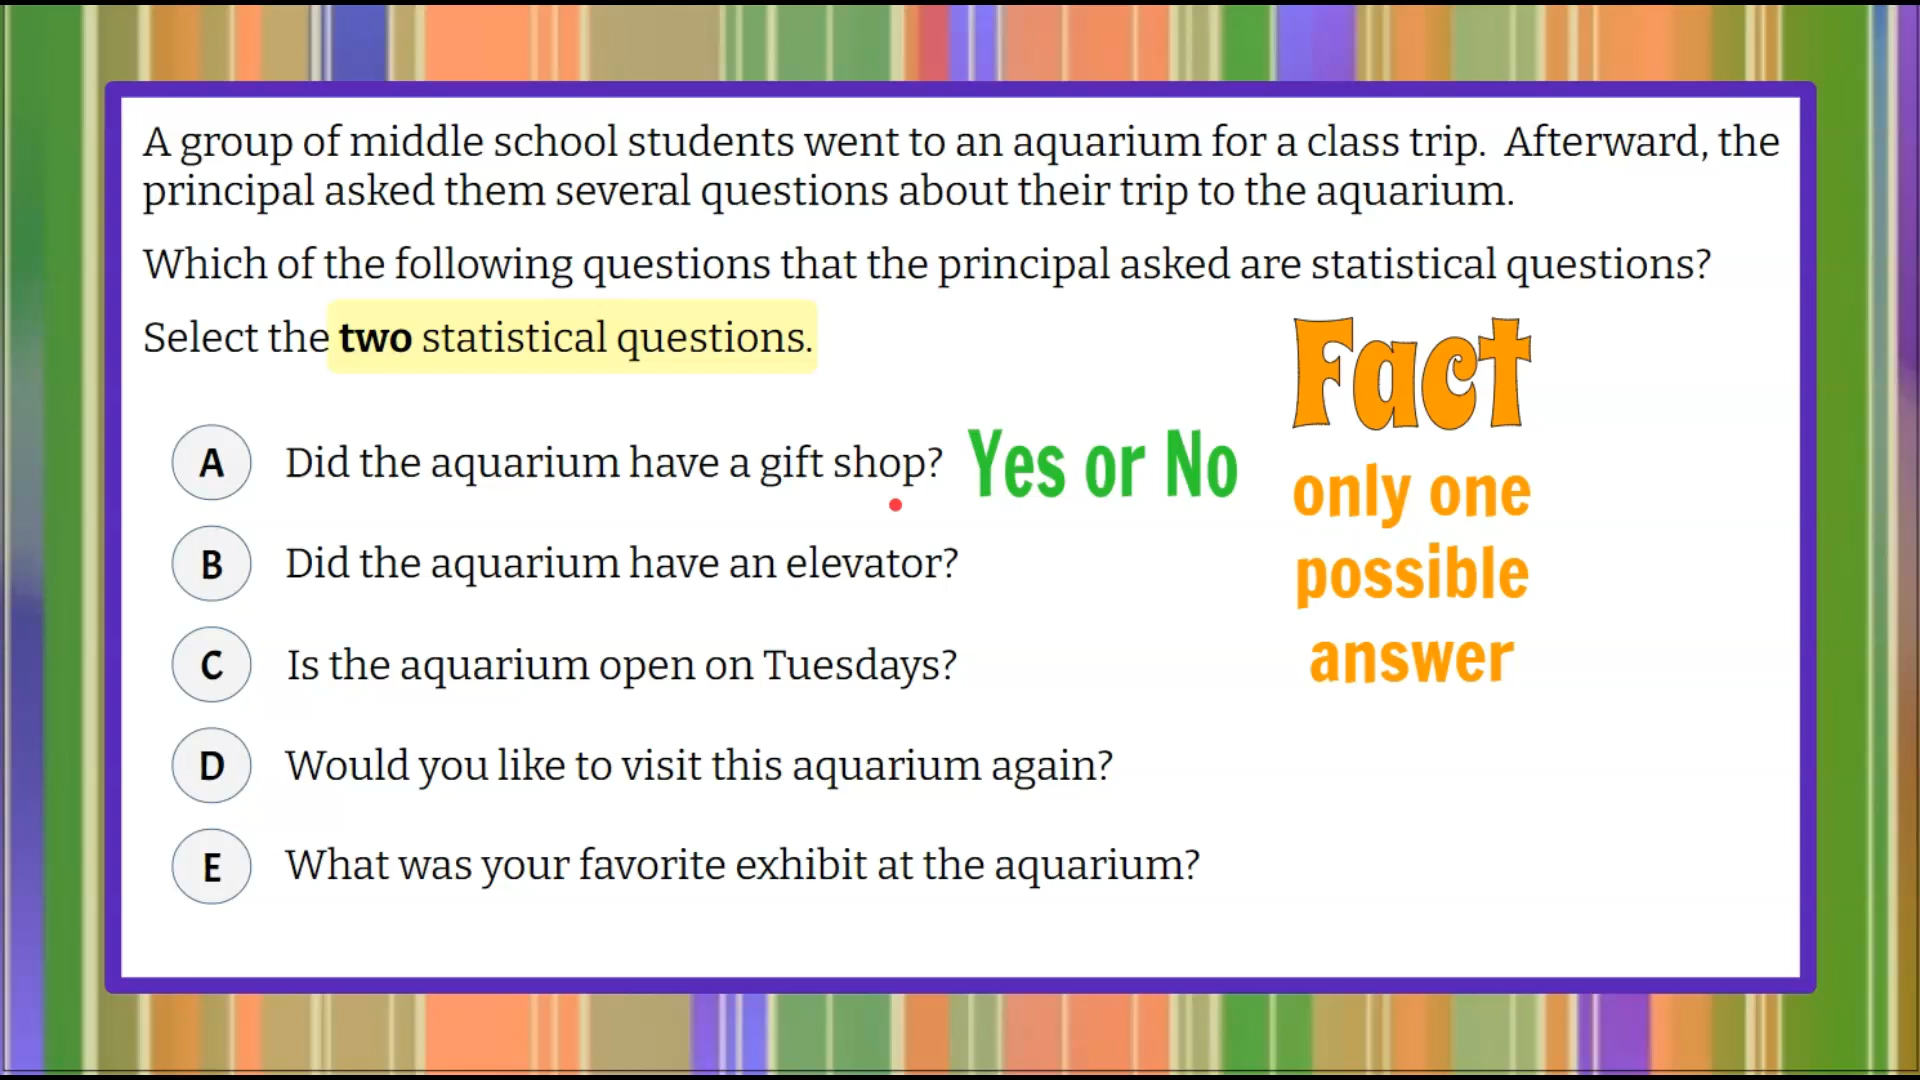 A group of middle school students went to an aquarium for a class trip.  Afterward, the
principal asked them several questions about their trip to the aquarium.
Which of the following questions that the principal asked are statistical questions?
Select the two statistical questions.
Fact
only one
possible
answer
A Did the aquarium have a gift shop? Yes or No
B Did the aquarium have an elevator?
C Is the aquarium open on Tuesdays?
D Would you like to visit this aquarium again?
E What was your favorite exhibit at the aquarium?